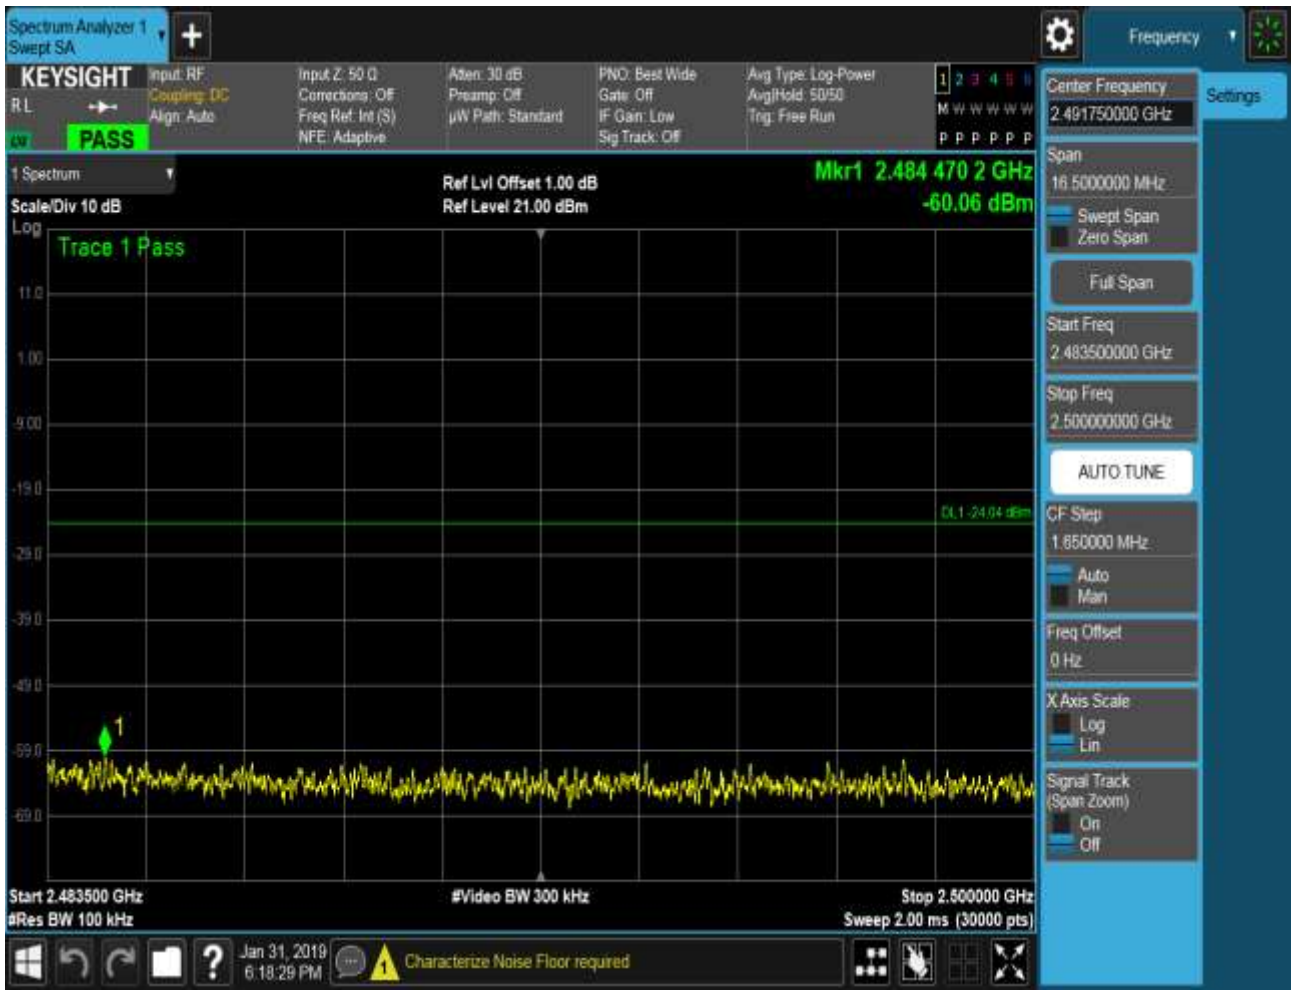 Spectrum Analyzer 1
Swept SA
Frequency
KEYSIGHT
R L
PASS
Input: RF
Coupling: DC
Align: Auto
Input Z: 50 Ω
Corrections: Off
Freq Ref: Int (S)
NFE: Adaptive
Atten: 30 dB
Preamp: Off
µW Path: Standard
PNO: Best Wide
Gate: Off
IF Gain: Low
Sig Track: Off
Avg Type: Log-Power
Avg|Hold: 50/50
Trig: Free Run
1 2 3 4 5 6
M W W W W W
P P P P P P
1 Spectrum
Scale/Div 10 dB
Log
Ref Lvl Offset 1.00 dB
Ref Level 21.00 dBm
Mkr1 2.484 470 2 GHz
-60.06 dBm
Trace 1 Pass
11.0
1.00
-9.00
-19.0
DL1 -24.04 dBm
-29.0
-39.0
-49.0
1
-59.0
-69.0
Start 2.483500 GHz
#Res BW 100 kHz
#Video BW 300 kHz
Stop 2.500000 GHz
Sweep 2.00 ms (30000 pts)
Center Frequency
2.491750000 GHz
Settings
Span
16.5000000 MHz
Swept Span
Zero Span
Full Span
Start Freq
2.483500000 GHz
Stop Freq
2.500000000 GHz
AUTO TUNE
CF Step
1.650000 MHz
Auto
Man
Freq Offset
0 Hz
X Axis Scale
Log
Lin
Signal Track
(Span Zoom)
On
Off
?
Jan 31, 2019
6:18:29 PM
1
Characterize Noise Floor required